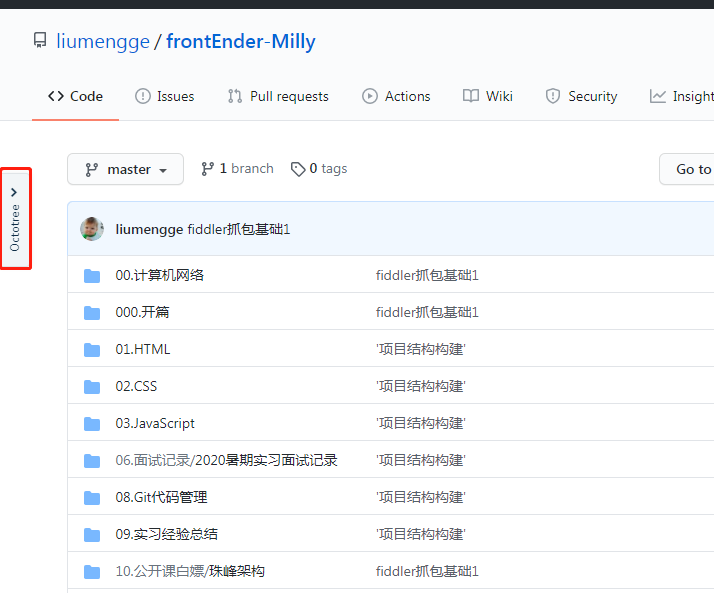 liumengge / frontEnder-Milly
Code Issues Pull requests Actions Wiki Security Insight
master 1 branch 0 tags Go to
Octotree
liumengge fiddler抓包基础1
00.计算机网络 fiddler抓包基础1
000.开篇 fiddler抓包基础1
01.HTML '项目结构构建'
02.CSS '项目结构构建'
03.JavaScript '项目结构构建'
06.面试记录/2020暑期实习面试记录 '项目结构构建'
08.Git代码管理 '项目结构构建'
09.实习经验总结 '项目结构构建'
10.公开课白嫖/珠峰架构 fiddler抓包基础1